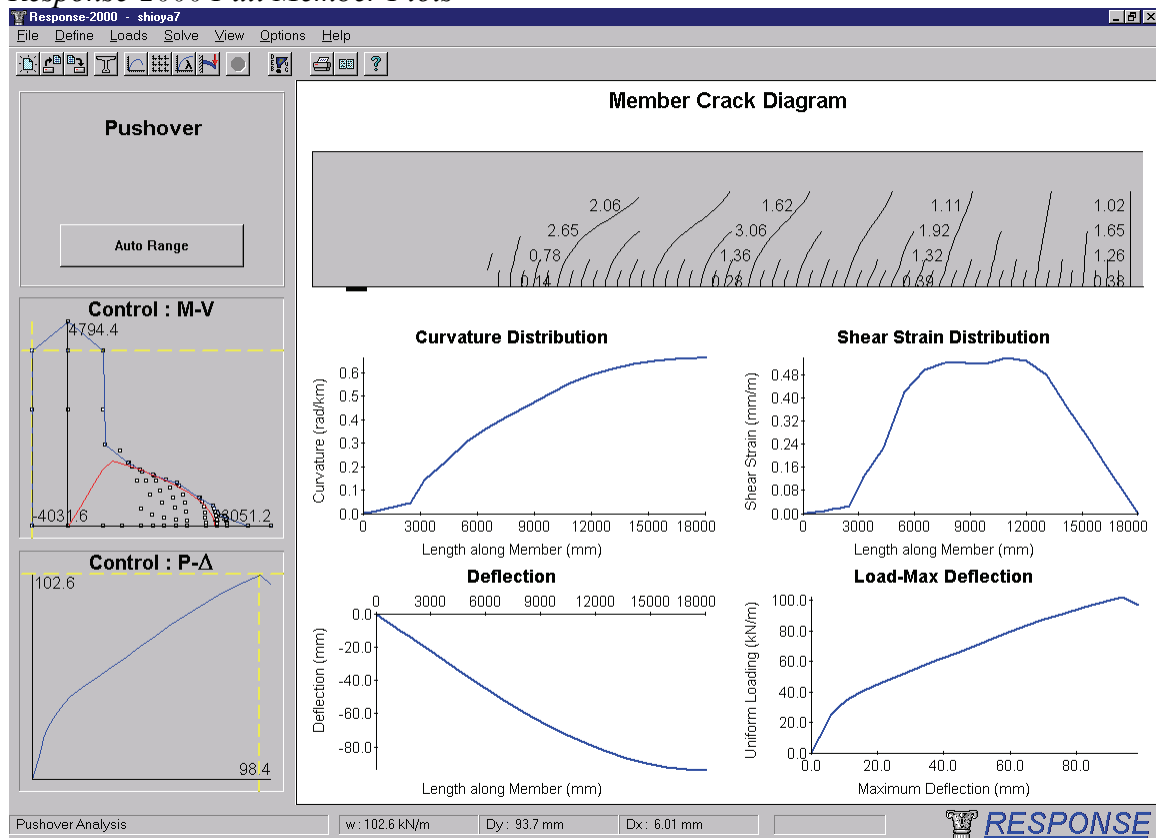 Response-2000 Full Member Plots
Response-2000 - shioya7
File Define Loads Solve View Options Help
Pushover
Auto Range
Control : M-V
4794.4
-4031.6
8051.2
Control : P-Δ
102.6
98.4
Member Crack Diagram
2.06 1.62 1.11 1.02
2.65 3.06 1.92 1.65
0.78 1.36 1.32 1.26
0.14 0.28 0.39 0.38
Curvature Distribution
Curvature (rad/km)
0.6
0.5
0.4
0.3
0.2
0.1
0.0
0 3000 6000 9000 12000 15000 18000
Length along Member (mm)
Shear Strain Distribution
Shear Strain (mm/m)
0.48
0.40
0.32
0.24
0.16
0.08
0.00
0 3000 6000 9000 12000 15000 18000
Length along Member (mm)
Deflection
0 3000 6000 9000 12000 15000 18000
Deflection (mm)
0.0
-20.0
-40.0
-60.0
-80.0
Length along Member (mm)
Load-Max Deflection
Uniform Loading (kN/m)
100.0
80.0
60.0
40.0
20.0
0.0
0.0 20.0 40.0 60.0 80.0
Maximum Deflection (mm)
Pushover Analysis
w : 102.6 kN/m
Dy : 93.7 mm
Dx : 6.01 mm
RESPONSE